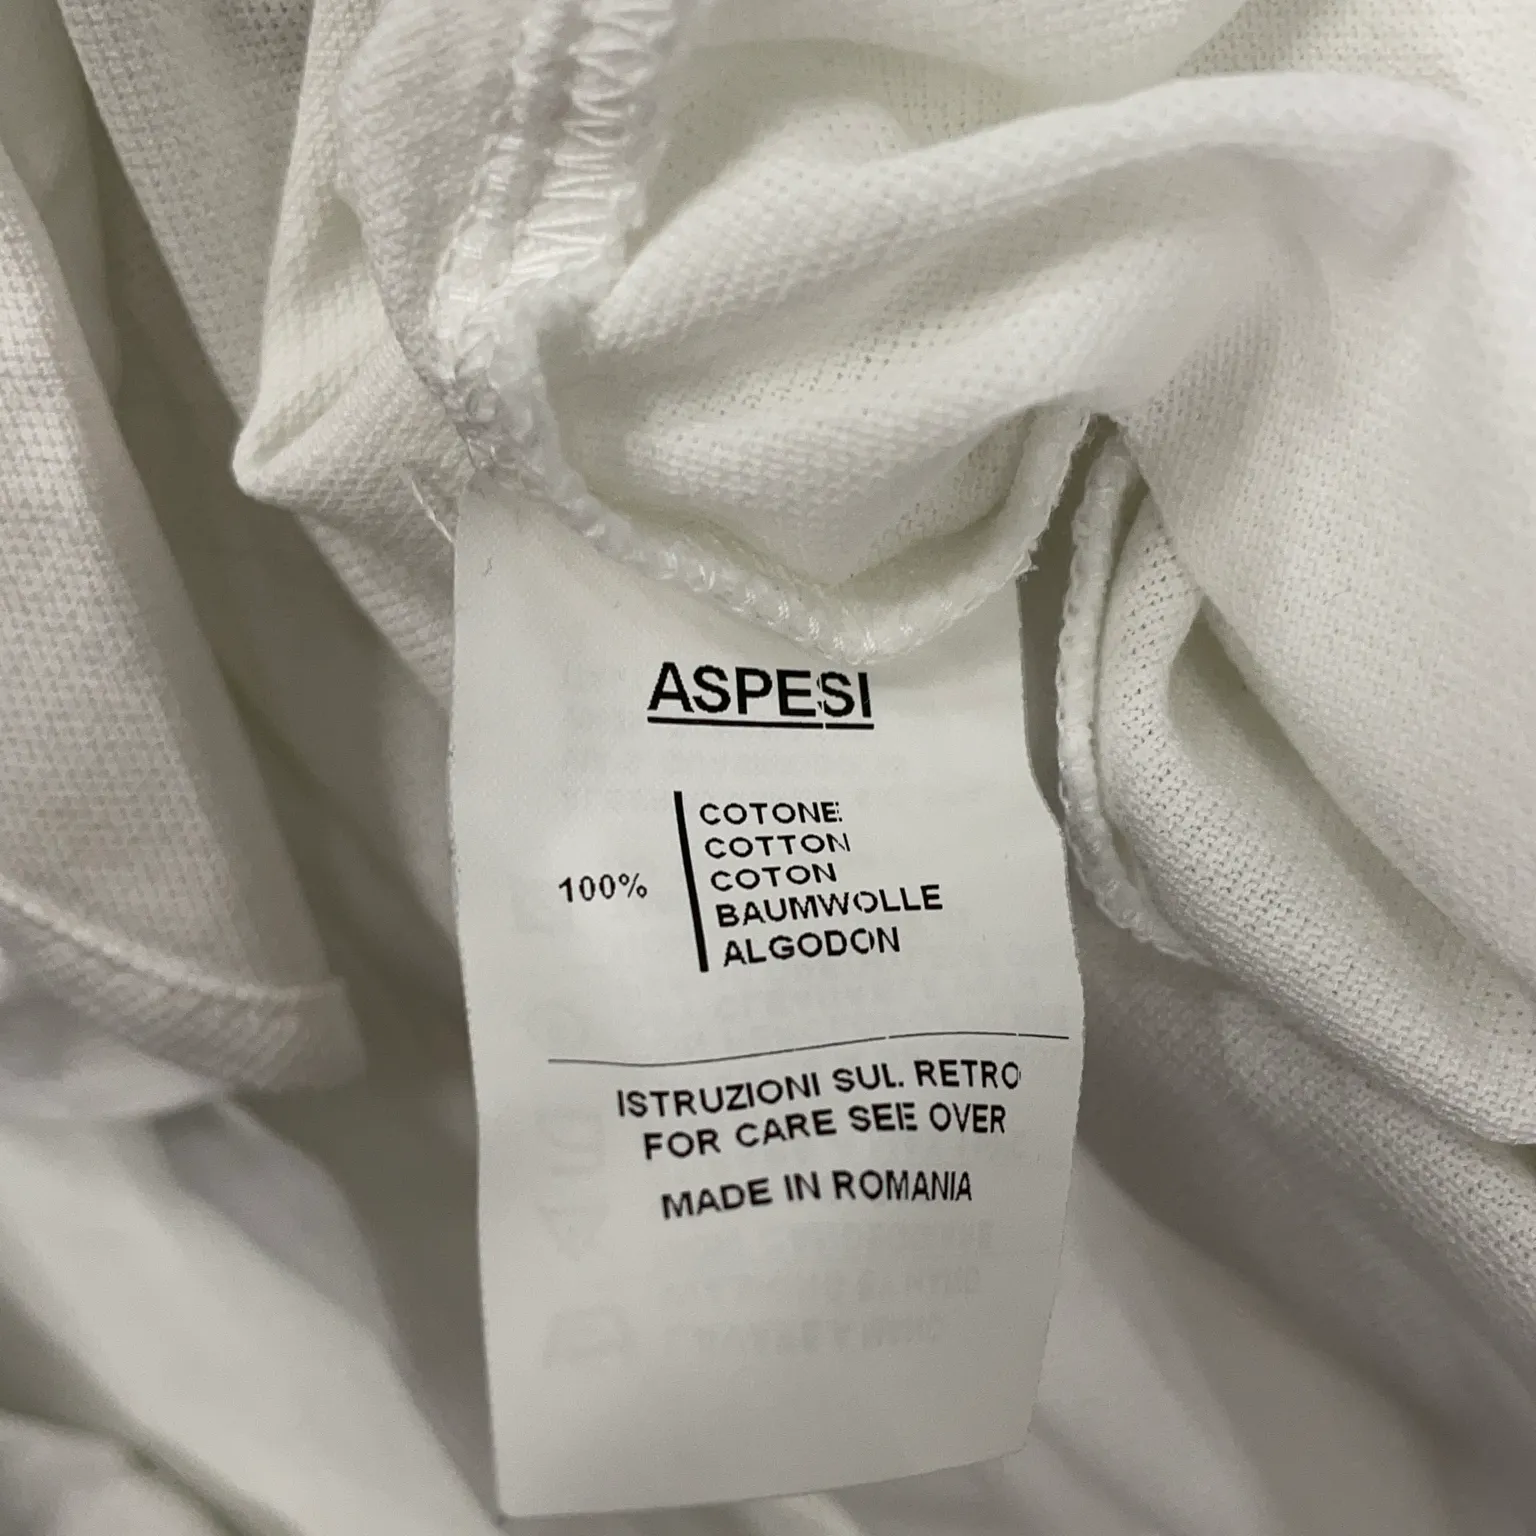 ASPESI
100%
COTONE
COTTON
COTON
BAUMWOLLE
ALGODON
ISTRUZIONI SUL RETRO
FOR CARE SEE OVER
MADE IN ROMANIA